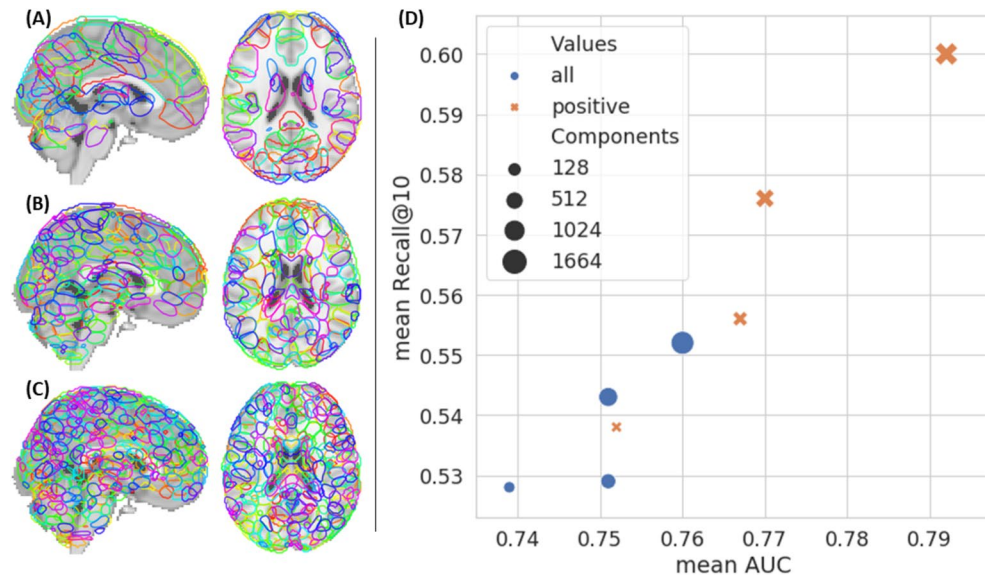 (A)
(B)
(C)
(D)
Values
all
positive
Components
128
512
1024
1664
mean Recall@10
0.60
0.59
0.58
0.57
0.56
0.55
0.54
0.53
0.74
0.75
0.76
0.77
0.78
0.79
mean AUC